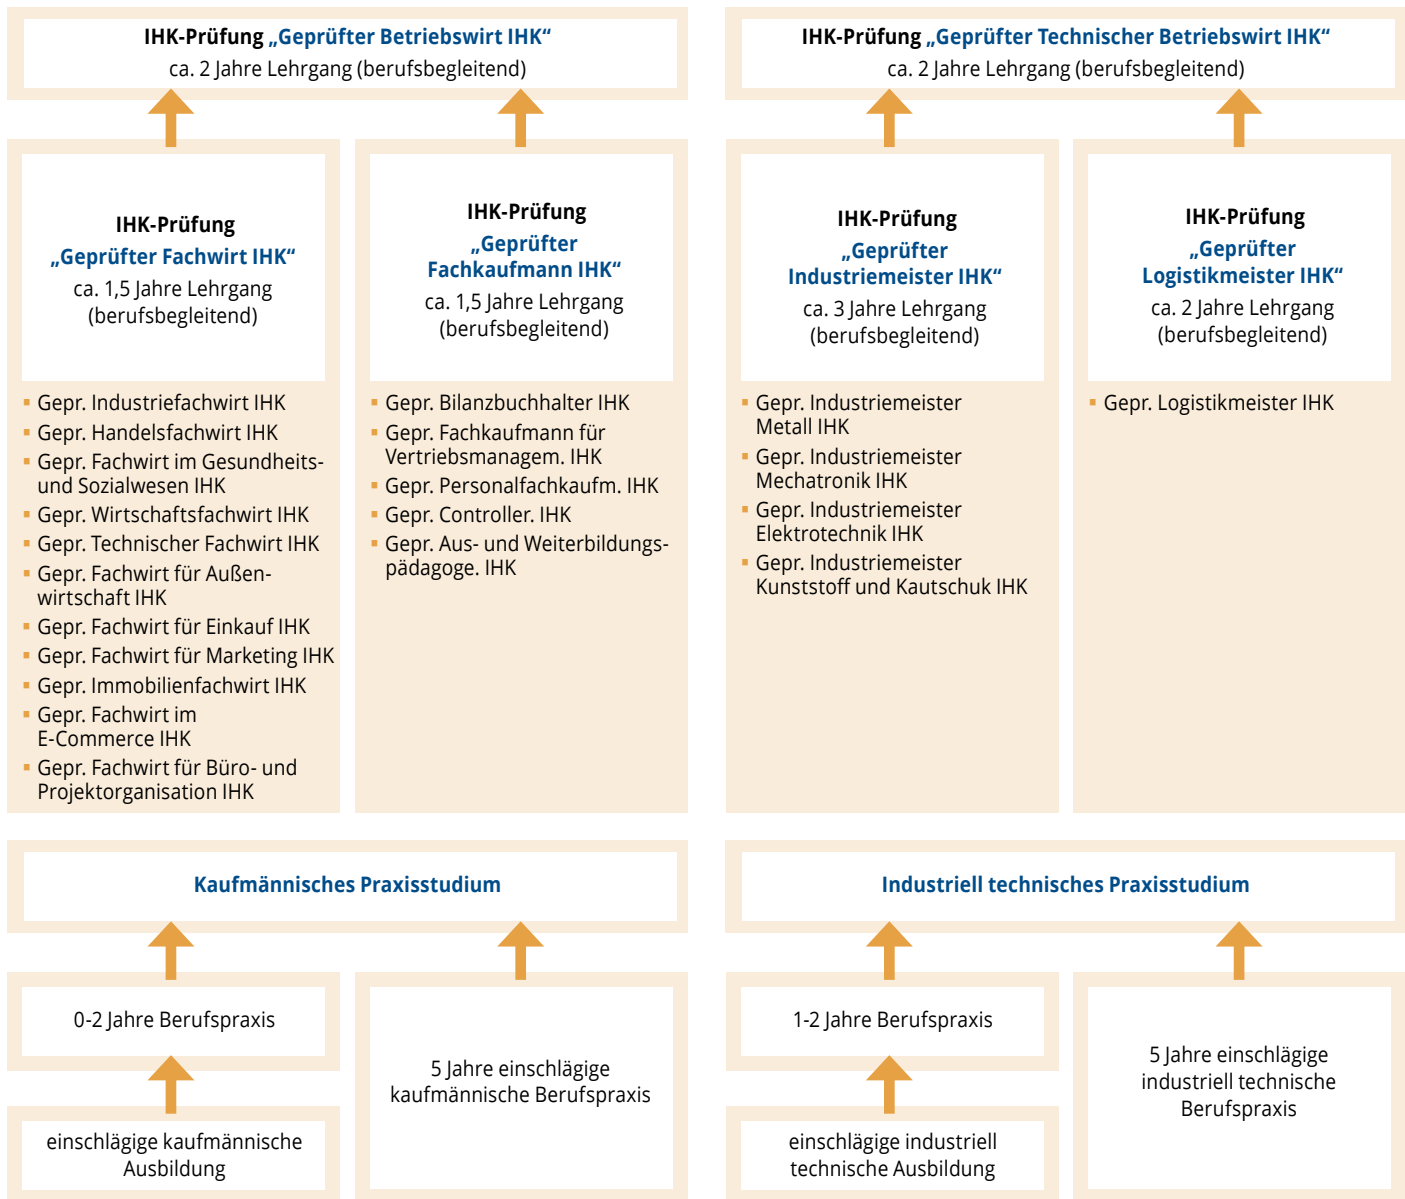 IHK-Prüfung „Geprüfter Betriebswirt IHK“
ca. 2 Jahre Lehrgang (berufsbegleitend)
IHK-Prüfung „Geprüfter Technischer Betriebswirt IHK“
ca. 2 Jahre Lehrgang (berufsbegleitend)
IHK-Prüfung
„Geprüfter Fachwirt IHK“
ca. 1,5 Jahre Lehrgang
(berufsbegleitend)
▪ Gepr. Industriefachwirt IHK
▪ Gepr. Handelsfachwirt IHK
▪ Gepr. Fachwirt im Gesundheits-
und Sozialwesen IHK
▪ Gepr. Wirtschaftsfachwirt IHK
▪ Gepr. Technischer Fachwirt IHK
▪ Gepr. Fachwirt für Außen-
wirtschaft IHK
▪ Gepr. Fachwirt für Einkauf IHK
▪ Gepr. Fachwirt für Marketing IHK
▪ Gepr. Immobilienfachwirt IHK
▪ Gepr. Fachwirt im
E-Commerce IHK
▪ Gepr. Fachwirt für Büro- und
Projektorganisation IHK
IHK-Prüfung
„Geprüfter
Fachkaufmann IHK“
ca. 1,5 Jahre Lehrgang
(berufsbegleitend)
▪ Gepr. Bilanzbuchhalter IHK
▪ Gepr. Fachkaufmann für
Vertriebsmanagem. IHK
▪ Gepr. Personalfachkaufm. IHK
▪ Gepr. Controller. IHK
▪ Gepr. Aus- und Weiterbildungs-
pädagoge. IHK
IHK-Prüfung
„Geprüfter
Industriemeister IHK“
ca. 3 Jahre Lehrgang
(berufsbegleitend)
▪ Gepr. Industriemeister
Metall IHK
▪ Gepr. Industriemeister
Mechatronik IHK
▪ Gepr. Industriemeister
Elektrotechnik IHK
▪ Gepr. Industriemeister
Kunststoff und Kautschuk IHK
IHK-Prüfung
„Geprüfter
Logistikmeister IHK“
ca. 2 Jahre Lehrgang
(berufsbegleitend)
▪ Gepr. Logistikmeister IHK
Kaufmännisches Praxisstudium
Industriell technisches Praxisstudium
0-2 Jahre Berufspraxis
einschlägige kaufmännische
Ausbildung
5 Jahre einschlägige
kaufmännische Berufspraxis
1-2 Jahre Berufspraxis
einschlägige industriell
technische Ausbildung
5 Jahre einschlägige
industriell technische
Berufspraxis